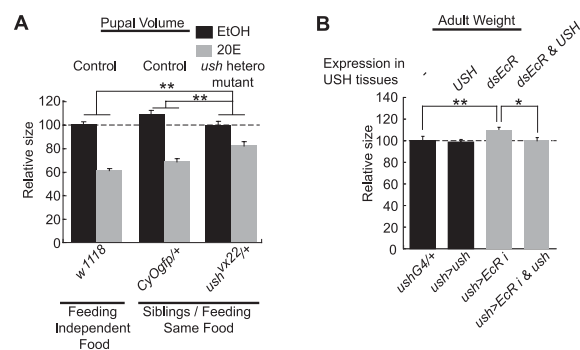 A
Pupal Volume
EtOH
20E
Control
Control
ush hetero
mutant
**
**
Relative size
120
100
80
60
40
20
0
w1118
CyOgfp/+
ush^vx22/+
Feeding
Independent
Food
Siblings / Feeding
Same Food
B
Adult Weight
Expression in
USH tissues
-
USH
dsEcR
dsEcR & USH
**
*
Relative size
140
120
100
80
60
40
20
0
ushG4/+
ush>ush
ush>EcR i
ush>EcR i & ush